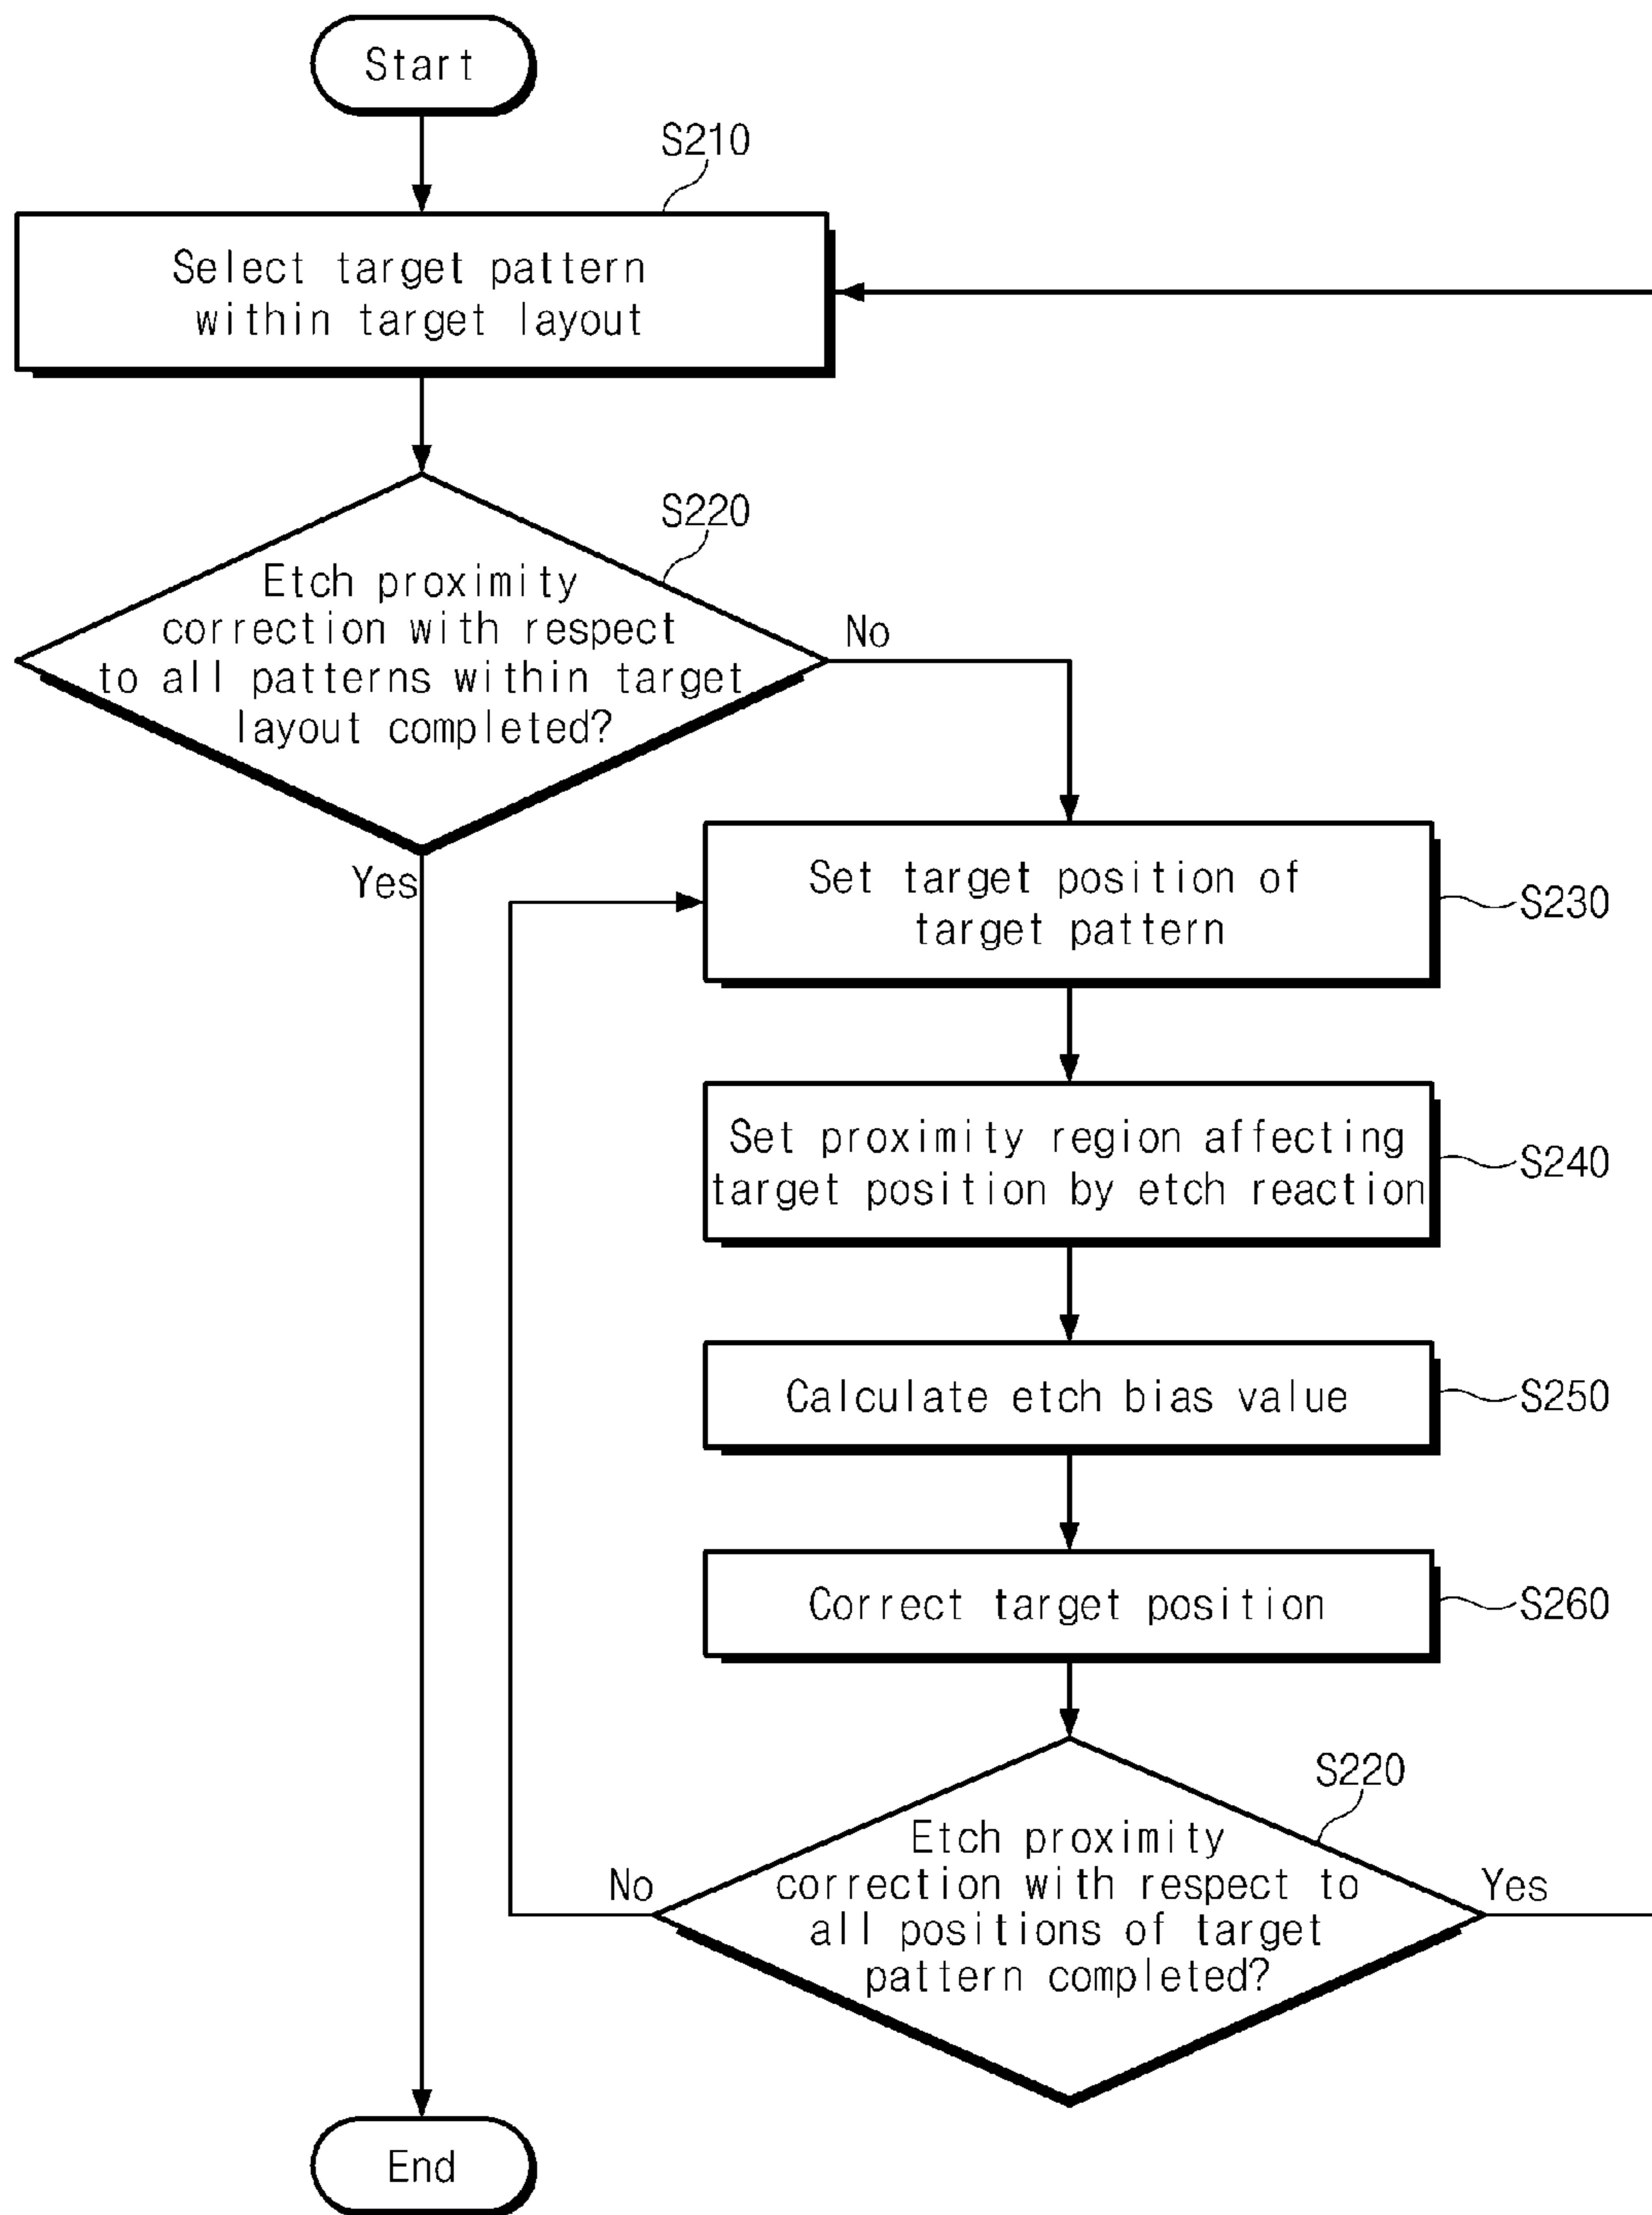 Start
S210
Select target pattern
within target layout
S220
Etch proximity
correction with respect
to all patterns within target
layout completed?
No
Yes
Set target position of
target pattern
S230
Set proximity region affecting
target position by etch reaction
S240
Calculate etch bias value
S250
Correct target position
S260
S220
Etch proximity
correction with respect to
all positions of target
pattern completed?
No
Yes
End